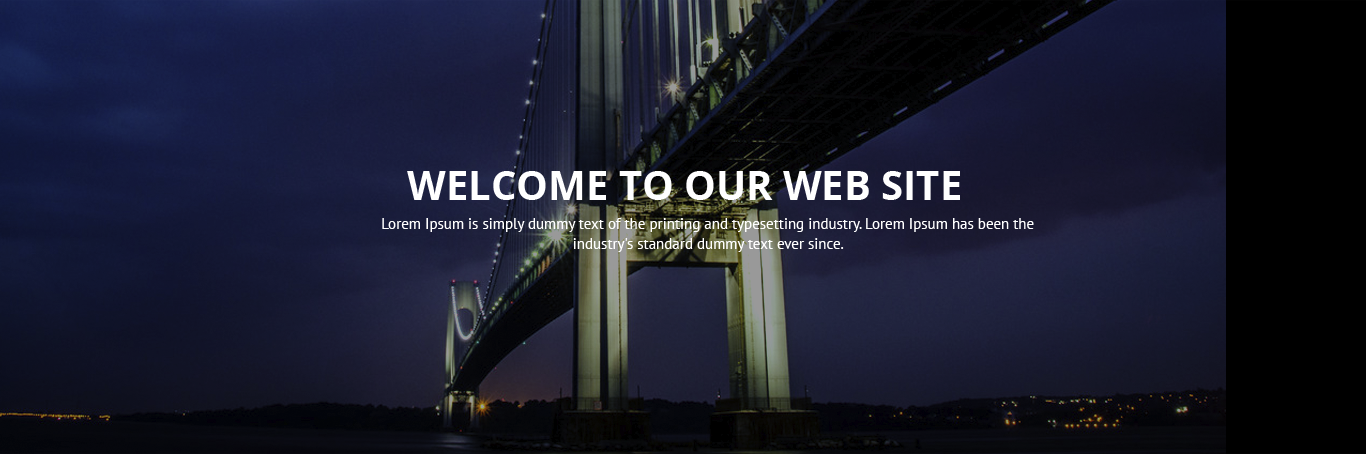 WELCOME TO OUR WEB SITE
Lorem Ipsum is simply dummy text of the printing and typesetting industry. Lorem Ipsum has been the
industry's standard dummy text ever since.